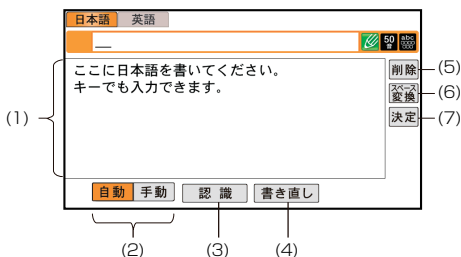 日本語 英語
50 音 abc
ここに日本語を書いてください。
キーでも入力できます。
削除
スペース
変換
決定
自動 手動 認識 書き直し
(1)
(5)
(6)
(7)
(2) (3) (4)